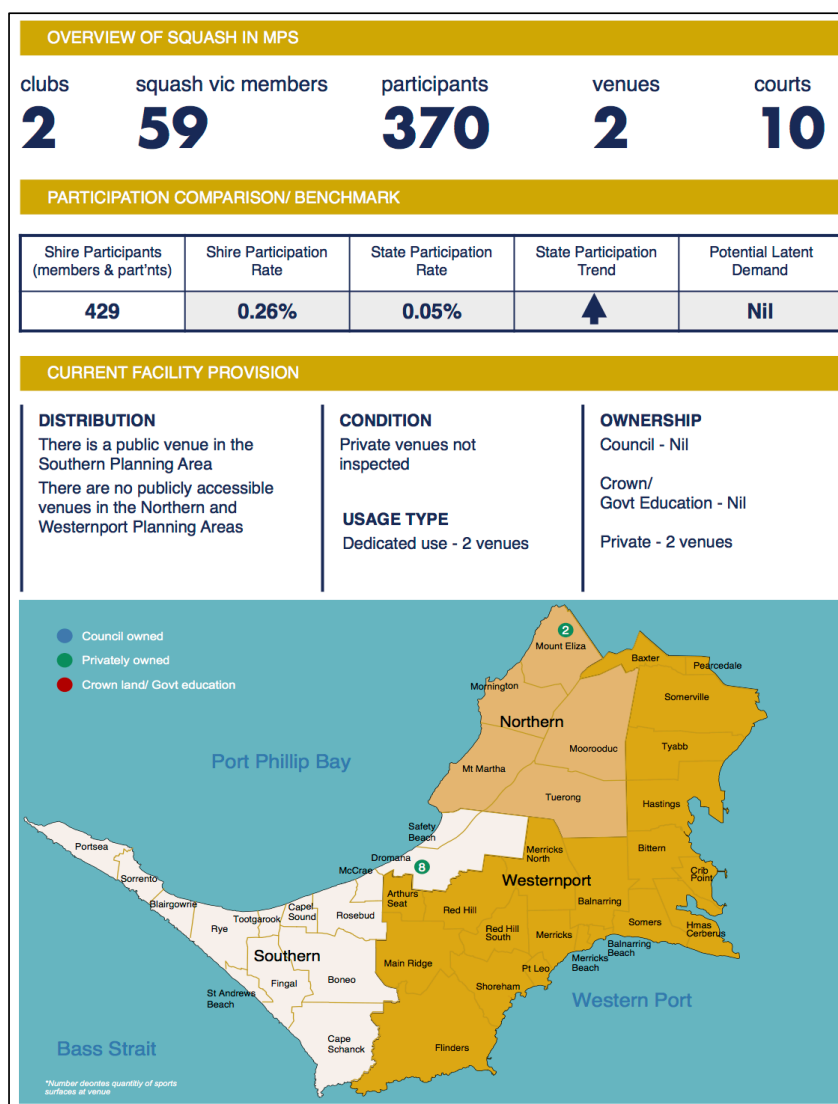 OVERVIEW OF SQUASH IN MPS
clubs
2
squash vic members
59
participants
370
venues
2
courts
10
PARTICIPATION COMPARISON/ BENCHMARK
Shire Participants
(members & part'nts)
Shire Participation
Rate
State Participation
Rate
State Participation
Trend
Potential Latent
Demand
429
0.26%
0.05%
Nil
CURRENT FACILITY PROVISION
DISTRIBUTION
There is a public venue in the
Southern Planning Area
There are no publicly accessible
venues in the Northern and
Westernport Planning Areas
CONDITION
Private venues not
inspected
USAGE TYPE
Dedicated use - 2 venues
OWNERSHIP
Council - Nil
Crown/
Govt Education - Nil
Private - 2 venues
Council owned
Privately owned
Crown land/ Govt education
2
Mount Eliza
Baxter
Pearcedale
Mornington
Somerville
Northern
Moorooduc
Tyabb
Port Phillip Bay
Mt Martha
Tuerong
Hastings
Safety
Beach
Portsea
Dromana
8
McCrae
Merricks
North
Bittern
Sorrento
Crib
Point
Westernport
Arthurs
Seat
Blairgowrie
Capel
Sound
Rosebud
Red Hill
Balnarring
Rye
Tootgarook
Red Hill
South
Merricks
Somers
Hmas
Cerberus
Balnarring
Beach
Southern
Main Ridge
Merricks
Beach
Pt Leo
Fingal
Boneo
Shoreham
St Andrews
Beach
Western Port
Cape
Schanck
Flinders
Bass Strait
*Number deontes quantitiy of sports
surfaces at venue